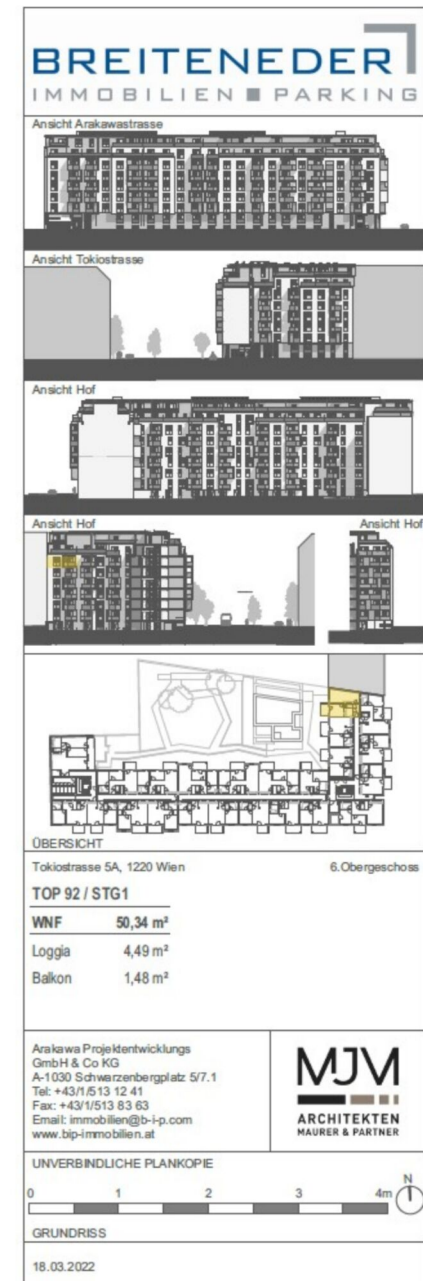 BREITENEDER
IMMOBILIEN PARKING
Ansicht Arakawastrasse
Ansicht Tokiostrasse
Ansicht Hof
Ansicht Hof Ansicht Hof
ÜBERSICHT
Tokiostrasse 5A, 1220 Wien 6.Obergeschoss
TOP 92 / STG1
WNF 50,34 m²
Loggia 4,49 m²
Balkon 1,48 m²
Arakawa Projektentwicklungs
GmbH & Co KG
A-1030 Schwarzenbergplatz 5/7.1
Tel: +43/1/513 12 41
Fax: +43/1/513 83 63
Email: immobilien@b-i-p.com
www.bip-immobilien.at
MJM
ARCHITEKTEN
MAURER & PARTNER
UNVERBINDLICHE PLANKOPIE
0 1 2 3 4m N
GRUNDRISS
18.03.2022